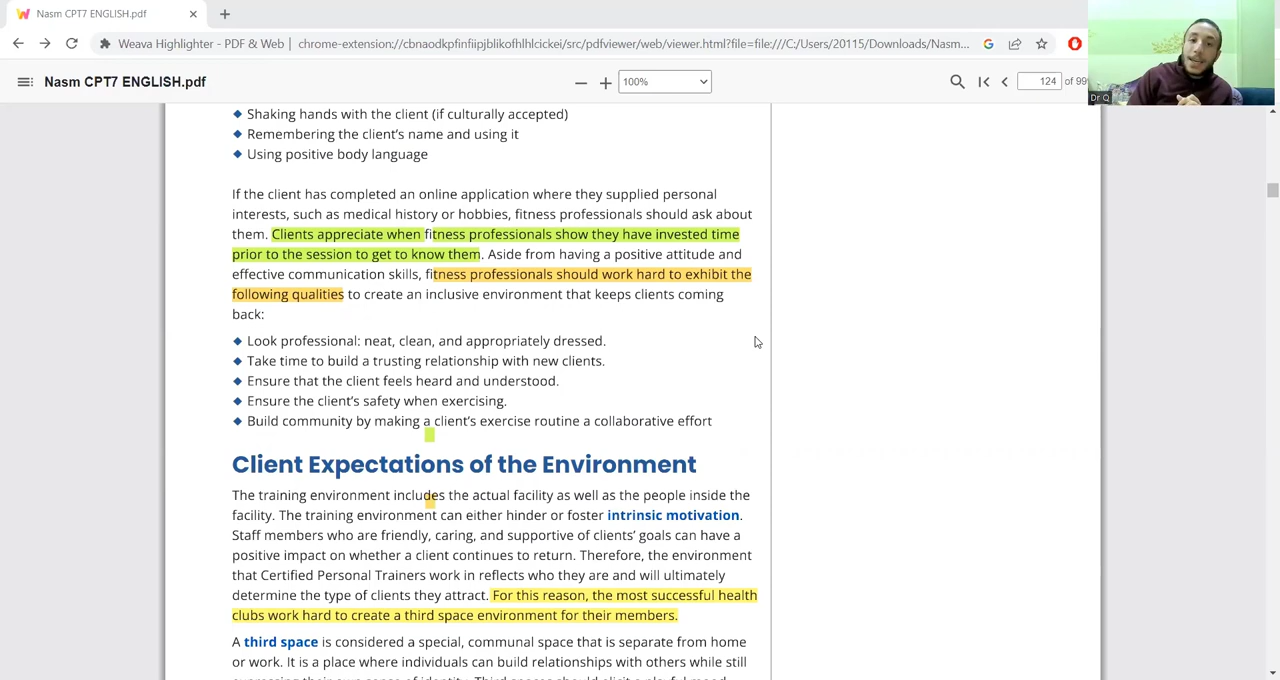 Nasm CPT7 ENGLISH.pdf
Weava Highlighter - PDF & Web | chrome-extension://cbnaodkpfinfiipjblkofhlhlcickei/src/pdfviewer/web/viewer.html?file=file:///C:/Users/20115/Downloads/Nasm...
Nasm CPT7 ENGLISH.pdf
100%
124 of 99
Dr Q
Shaking hands with the client (if culturally accepted)
Remembering the client's name and using it
Using positive body language
If the client has completed an online application where they supplied personal
interests, such as medical history or hobbies, fitness professionals should ask about
them. Clients appreciate when fitness professionals show they have invested time
prior to the session to get to know them. Aside from having a positive attitude and
effective communication skills, fitness professionals should work hard to exhibit the
following qualities to create an inclusive environment that keeps clients coming
back:
Look professional: neat, clean, and appropriately dressed.
Take time to build a trusting relationship with new clients.
Ensure that the client feels heard and understood.
Ensure the client's safety when exercising.
Build community by making a client's exercise routine a collaborative effort
Client Expectations of the Environment
The training environment includes the actual facility as well as the people inside the
facility. The training environment can either hinder or foster intrinsic motivation.
Staff members who are friendly, caring, and supportive of clients' goals can have a
positive impact on whether a client continues to return. Therefore, the environment
that Certified Personal Trainers work in reflects who they are and will ultimately
determine the type of clients they attract. For this reason, the most successful health
clubs work hard to create a third space environment for their members.
A third space is considered a special, communal space that is separate from home
or work. It is a place where individuals can build relationships with others while still